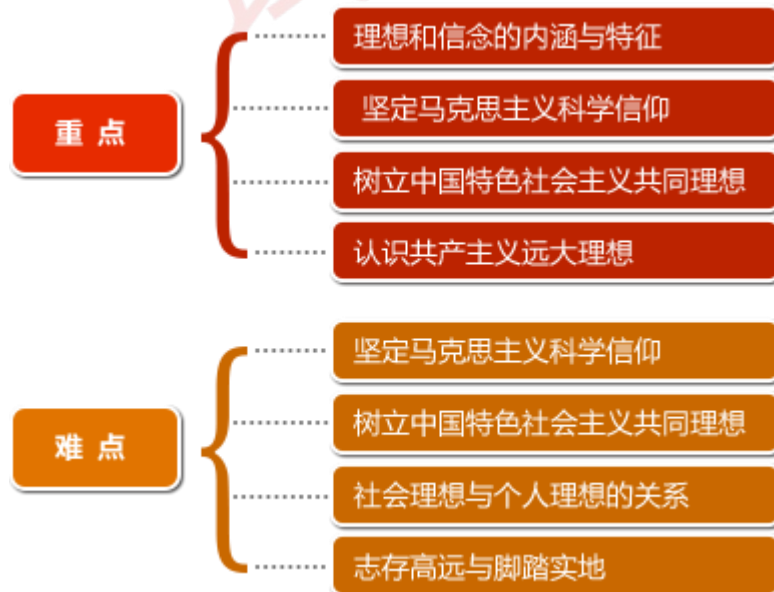 重点
理想和信念的内涵与特征
坚定马克思主义科学信仰
树立中国特色社会主义共同理想
认识共产主义远大理想
难点
坚定马克思主义科学信仰
树立中国特色社会主义共同理想
社会理想与个人理想的关系
志存高远与脚踏实地